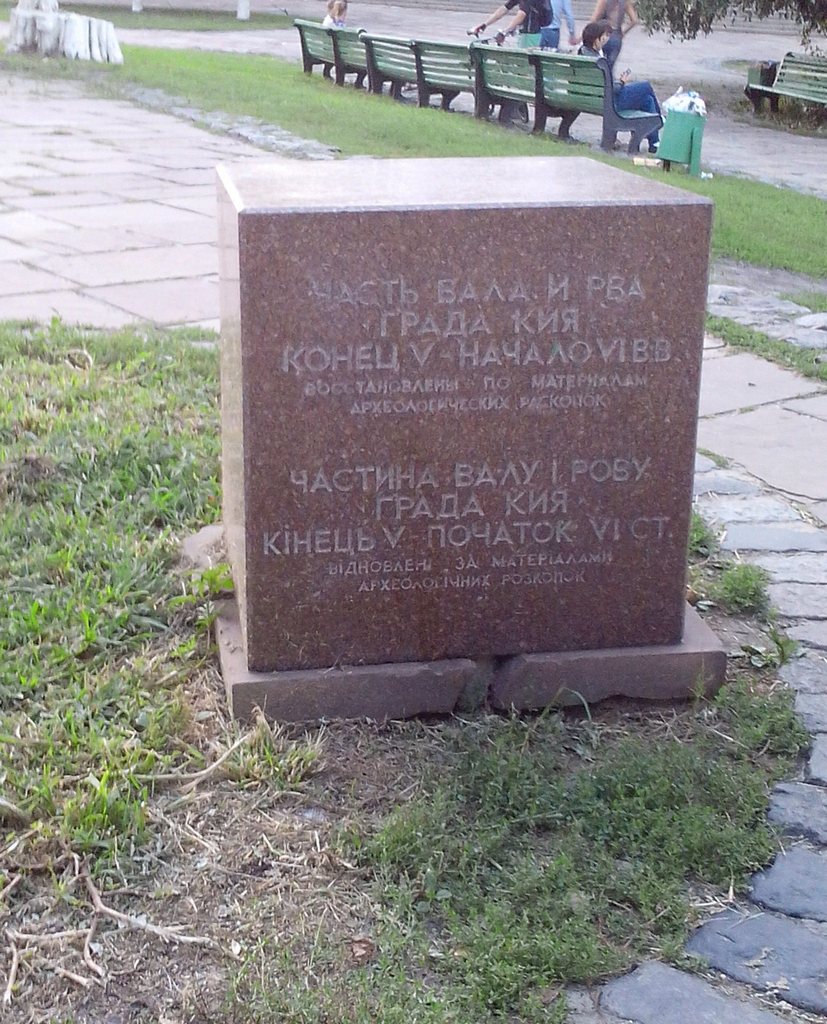 ЧАСТЬ ВАЛА И РВА
ГРАДА КИЯ
КОНЕЦ V - НАЧАЛО VI В В
ВОССТАНОВЛЕНЫ ПО МАТЕРИАЛАМ
АРХЕОЛОГИЧЕСКИХ РАСКОПОК
ЧАСТИНА ВАЛУ І РОВУ
ГРАДА КИЯ
КІНЕЦЬ V - ПОЧАТОК VI СТ.
ВІДНОВЛЕНІ ЗА МАТЕРІАЛАМИ
АРХЕОЛОГІЧНИХ РОЗКОПОК